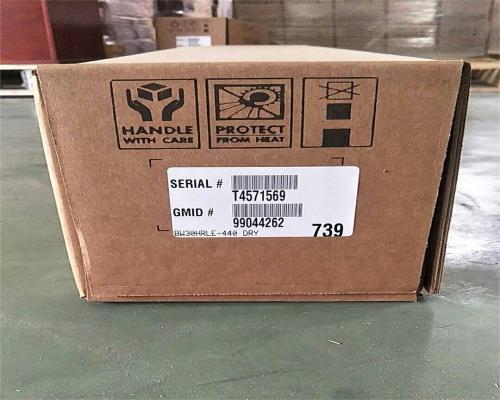 HANDLE
WITH CARE
PROTECT
FROM HEAT
SERIAL #
T4571569
GMID #
99044262
BW30HRLE-440 DRY
739